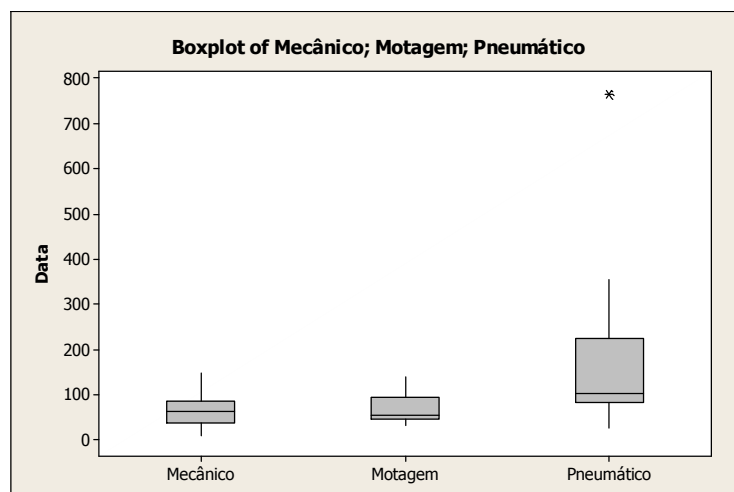 Boxplot of Mecânico; Motagem; Pneumático
800
700
600
500
400
300
200
100
0
Data
Mecânico
Motagem
Pneumático